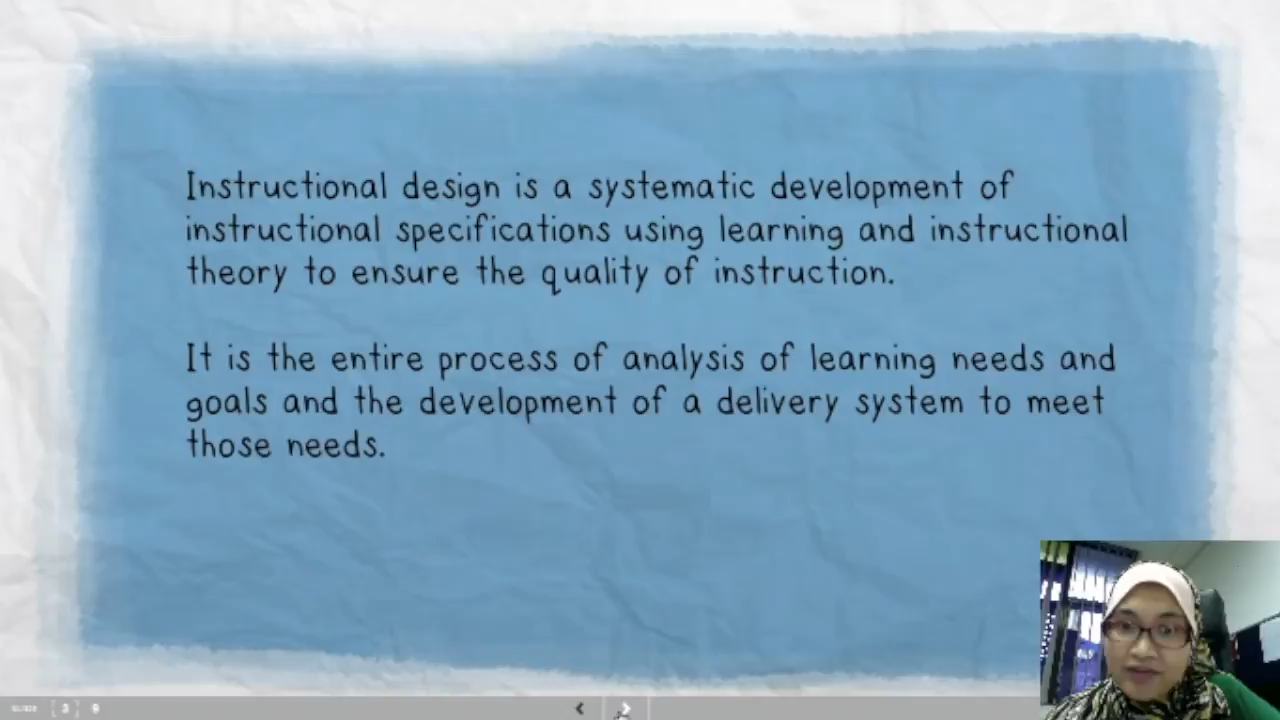 Instructional design is a systematic development of
instructional specifications using learning and instructional
theory to ensure the quality of instruction.
It is the entire process of analysis of learning needs and
goals and the development of a delivery system to meet
those needs.